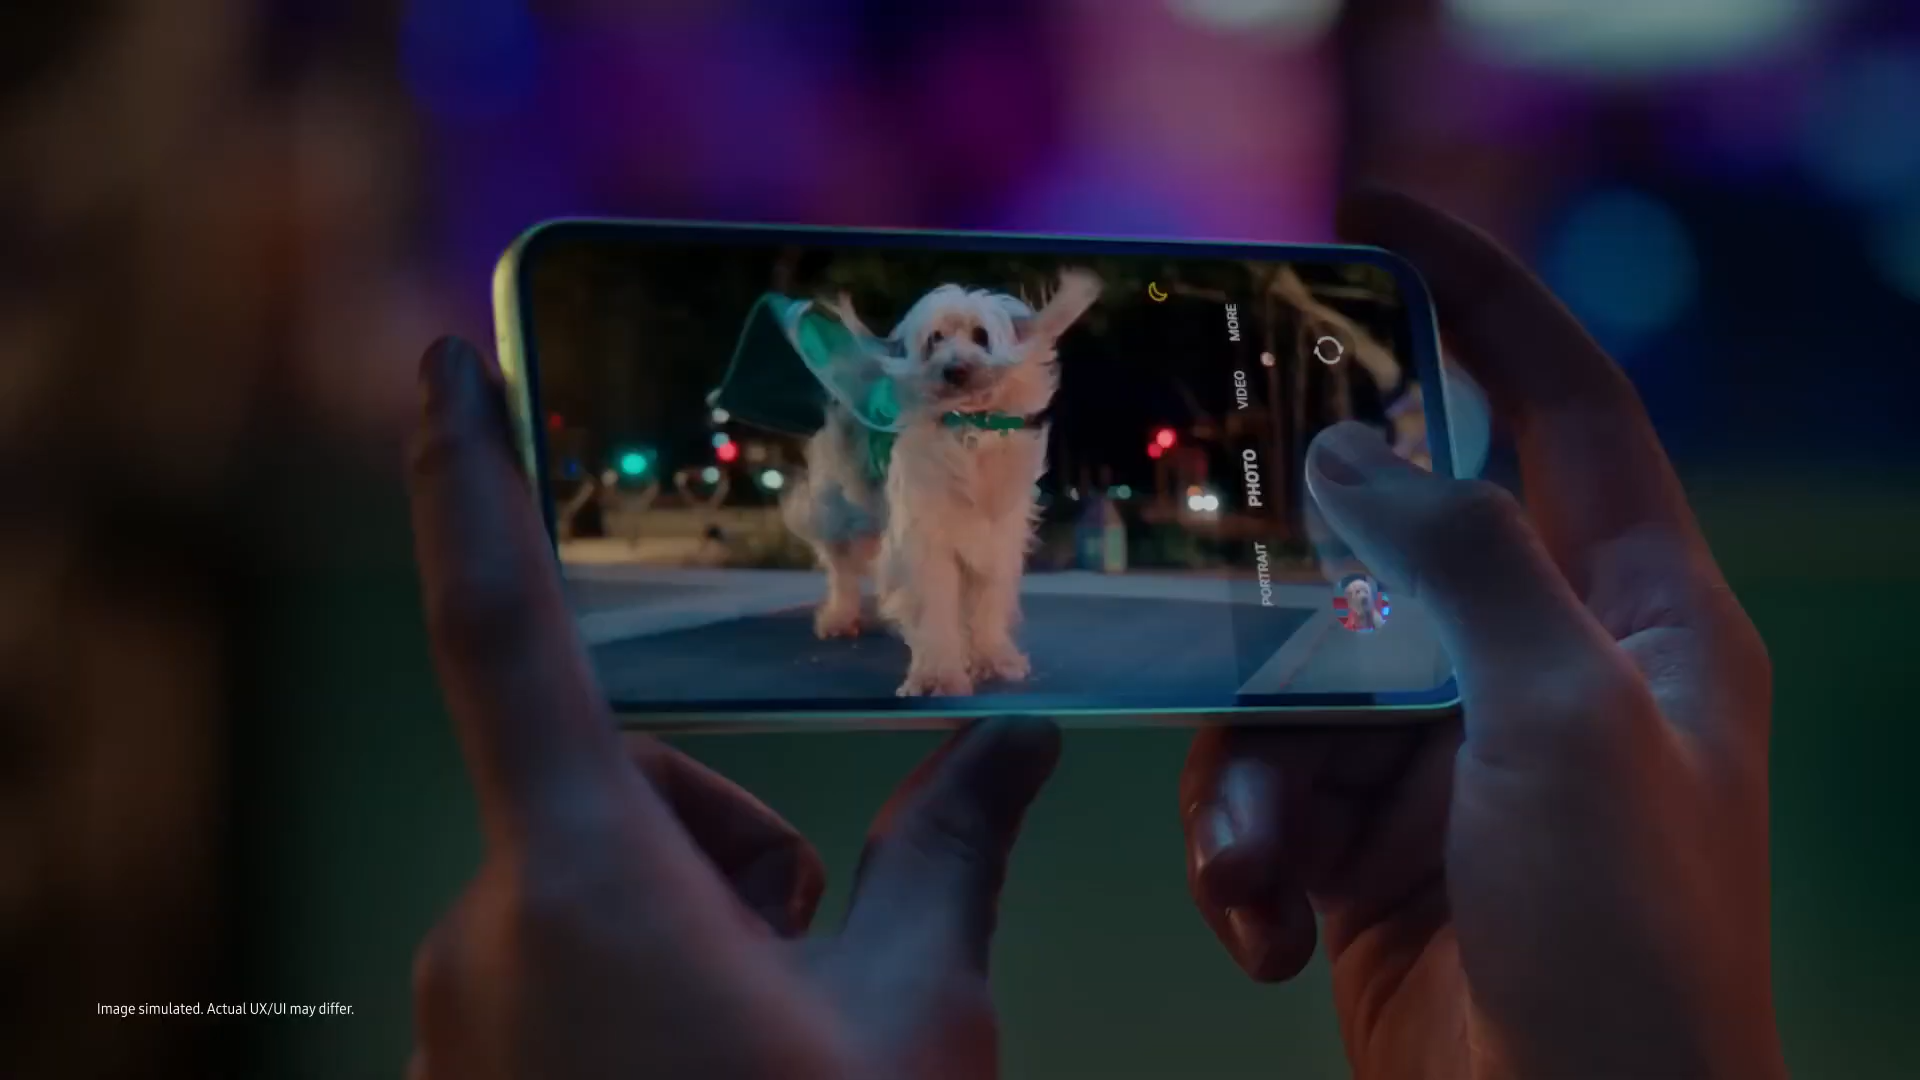 MORE
VIDEO
PHOTO
PORTRAIT
Image simulated. Actual UX/UI may differ.